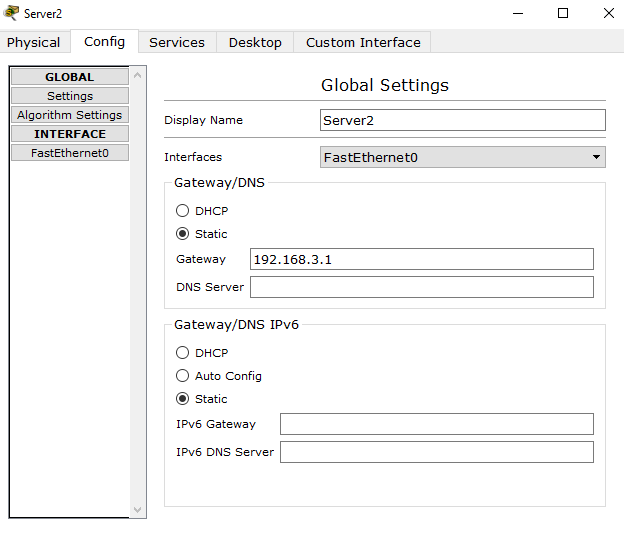 Server2
Physical Config Services Desktop Custom Interface
GLOBAL
Settings
Algorithm Settings
INTERFACE
FastEthernet0
Global Settings
Display Name Server2
Interfaces FastEthernet0
Gateway/DNS
DHCP
Static
Gateway 192.168.3.1
DNS Server
Gateway/DNS IPv6
DHCP
Auto Config
Static
IPv6 Gateway
IPv6 DNS Server